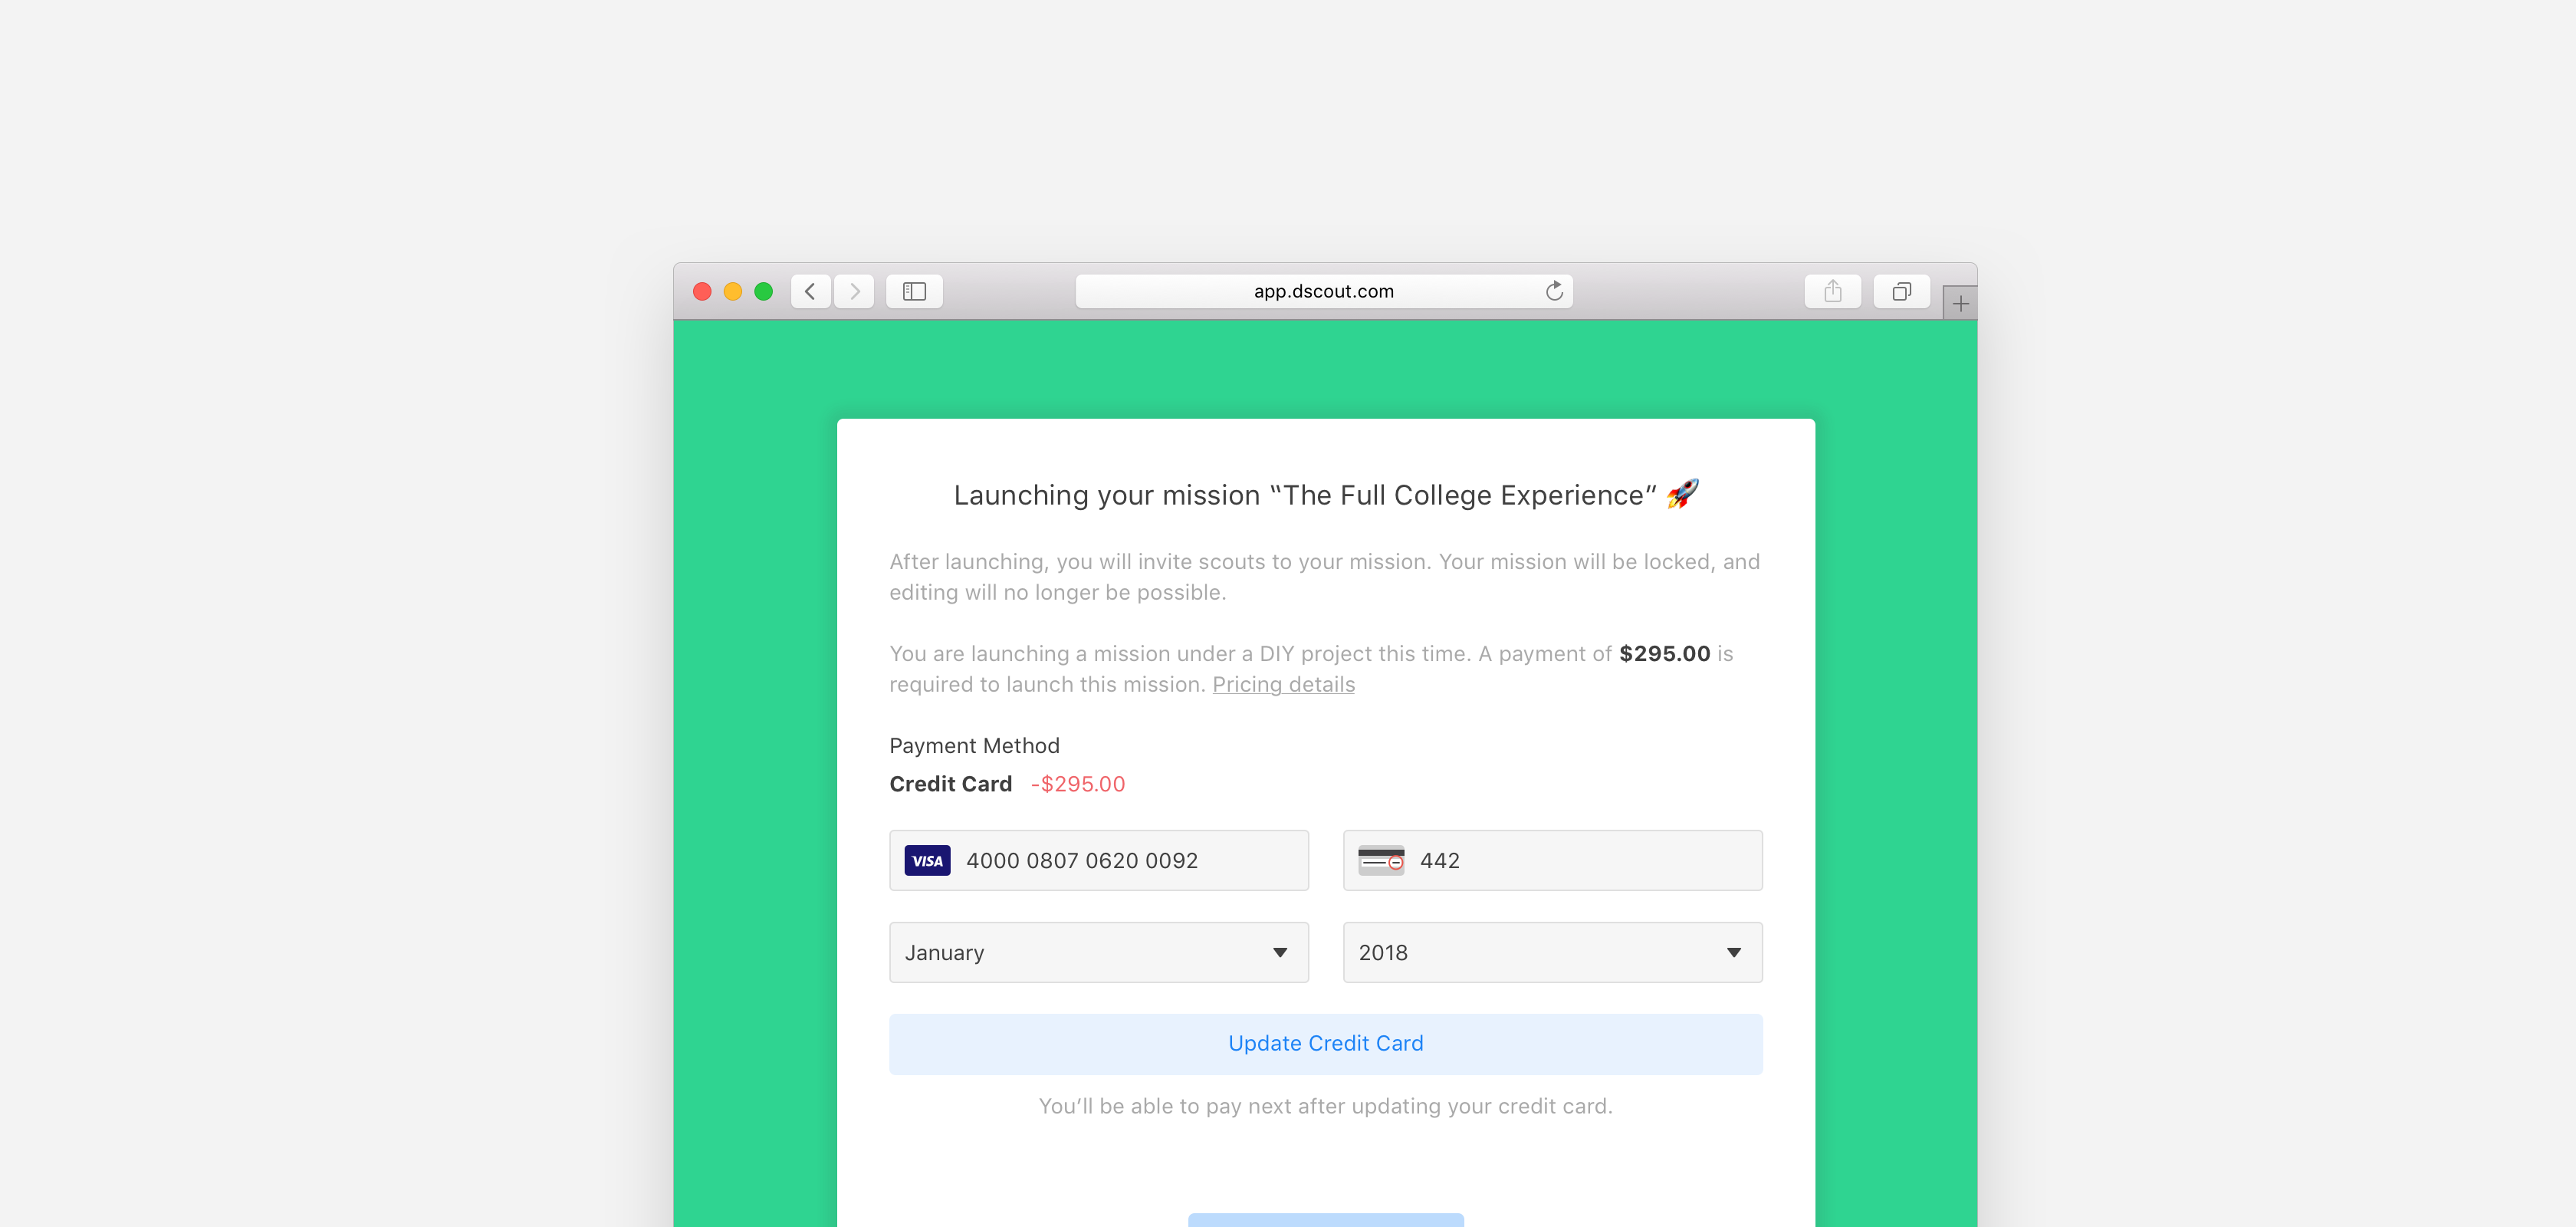 app.dscout.com
Launching your mission “The Full College Experience” 🚀
After launching, you will invite scouts to your mission. Your mission will be locked, and
editing will no longer be possible.
You are launching a mission under a DIY project this time. A payment of $295.00 is
required to launch this mission. Pricing details
Payment Method
Credit Card -$295.00
VISA 4000 0807 0620 0092
442
January
2018
Update Credit Card
You’ll be able to pay next after updating your credit card.